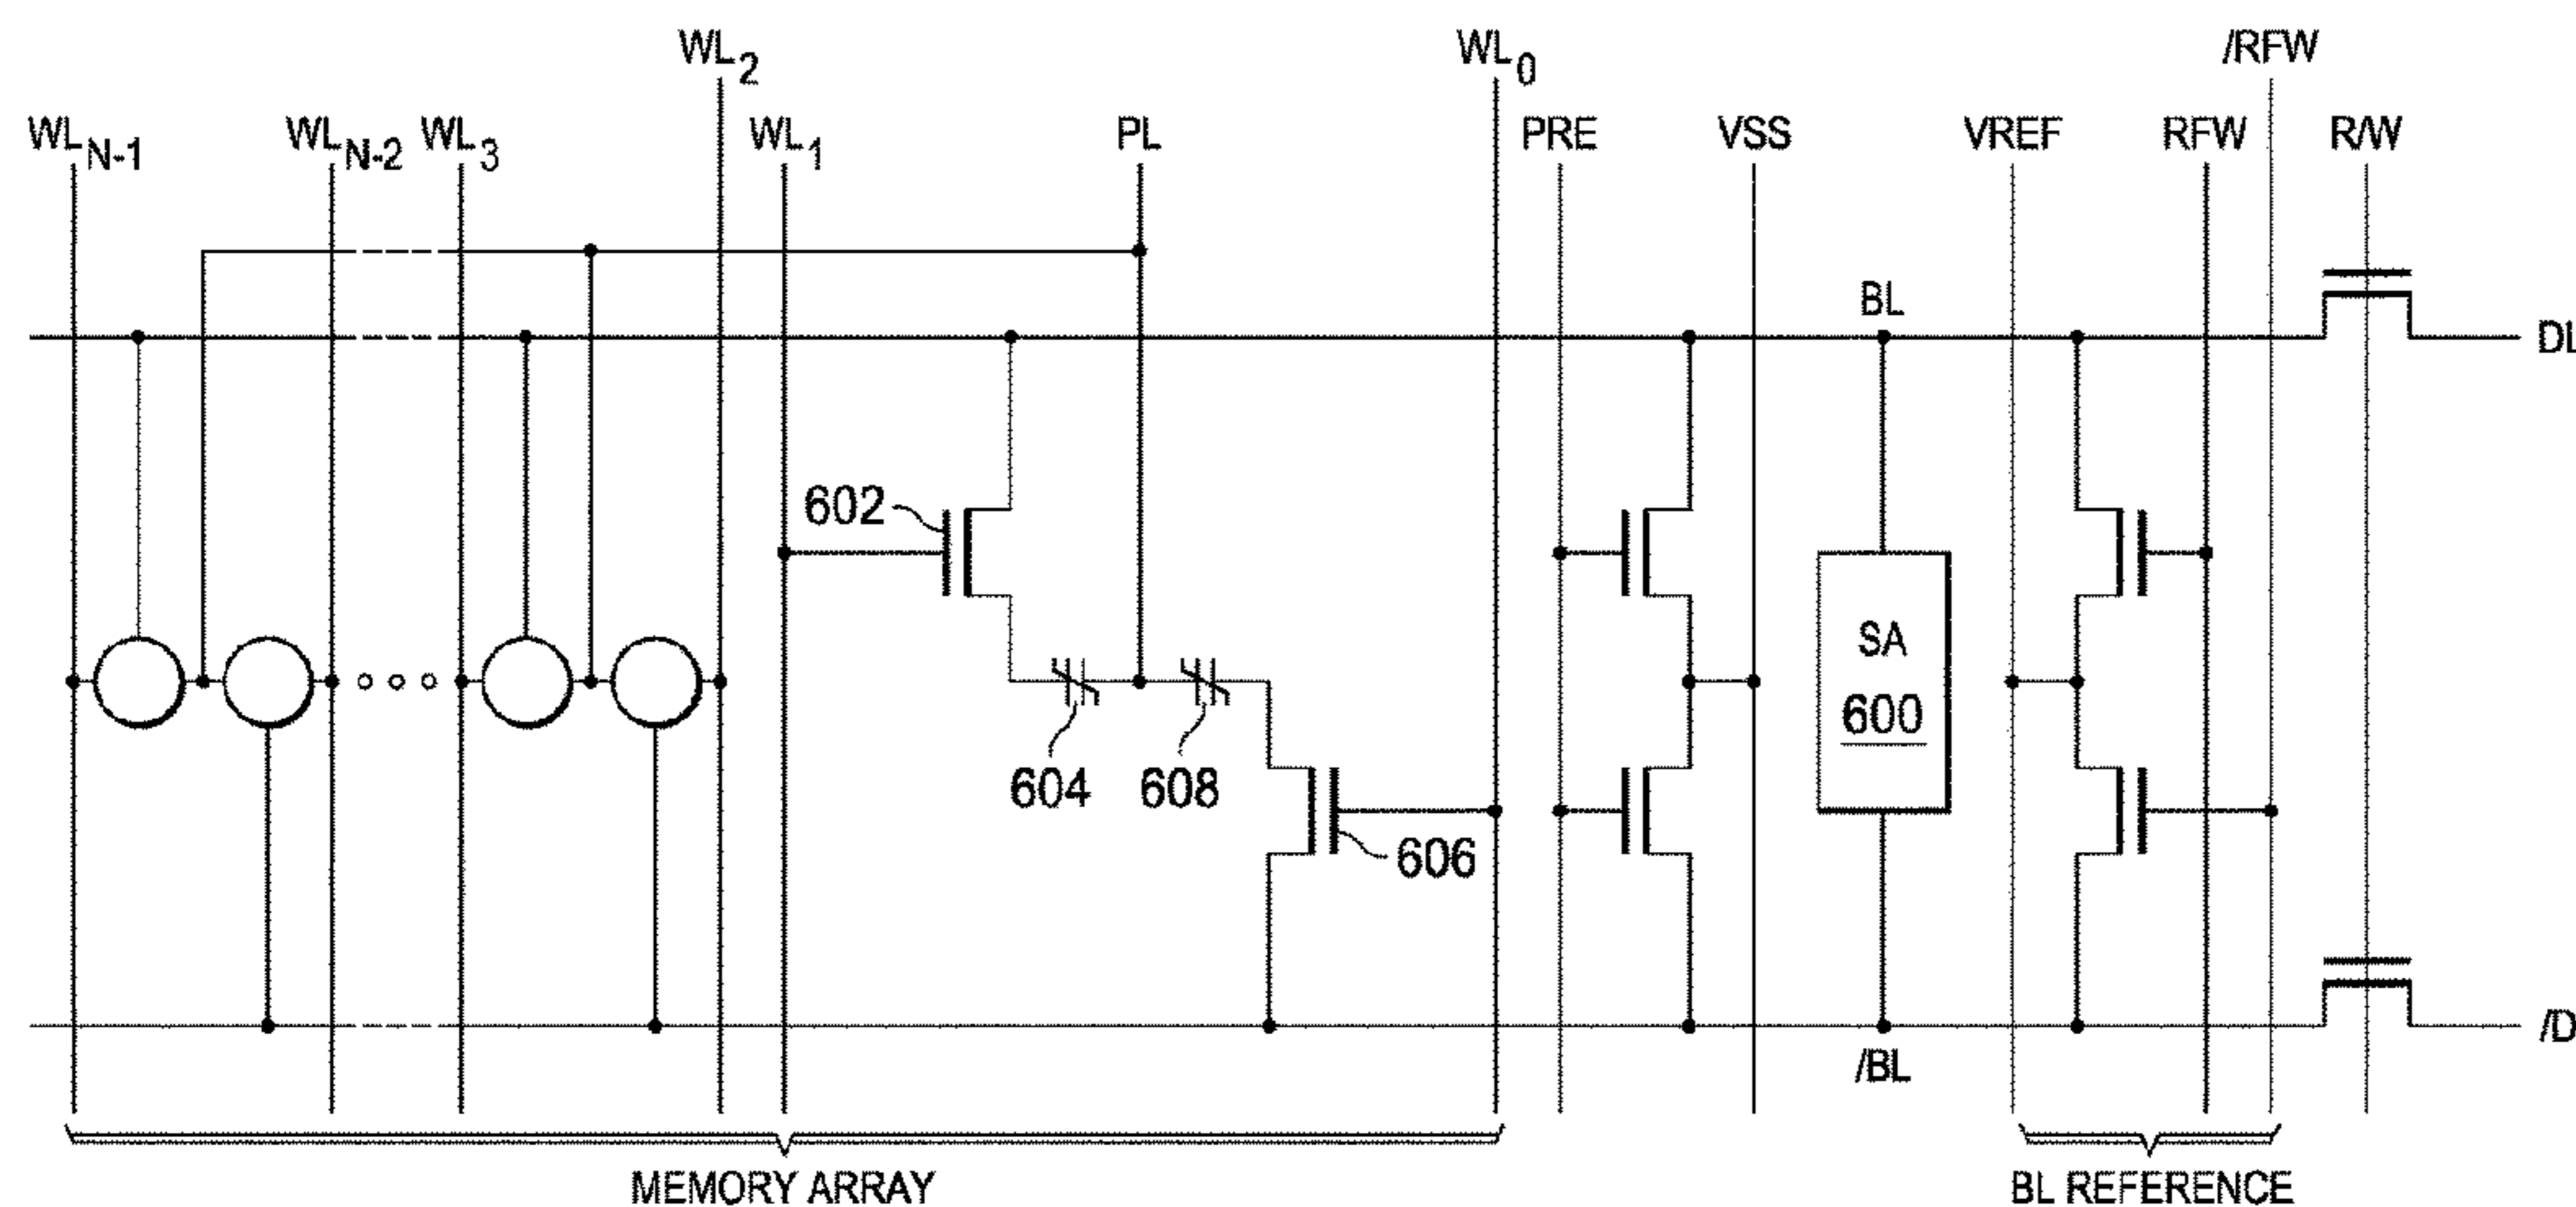 WL2 WL0 /RFW
WLN-1 WLN-2 WL3 WL1 PL PRE VSS VREF RFW R/W
BL
DL
602
SA
600
604 608
606
/D
/BL
MEMORY ARRAY BL REFERENCE